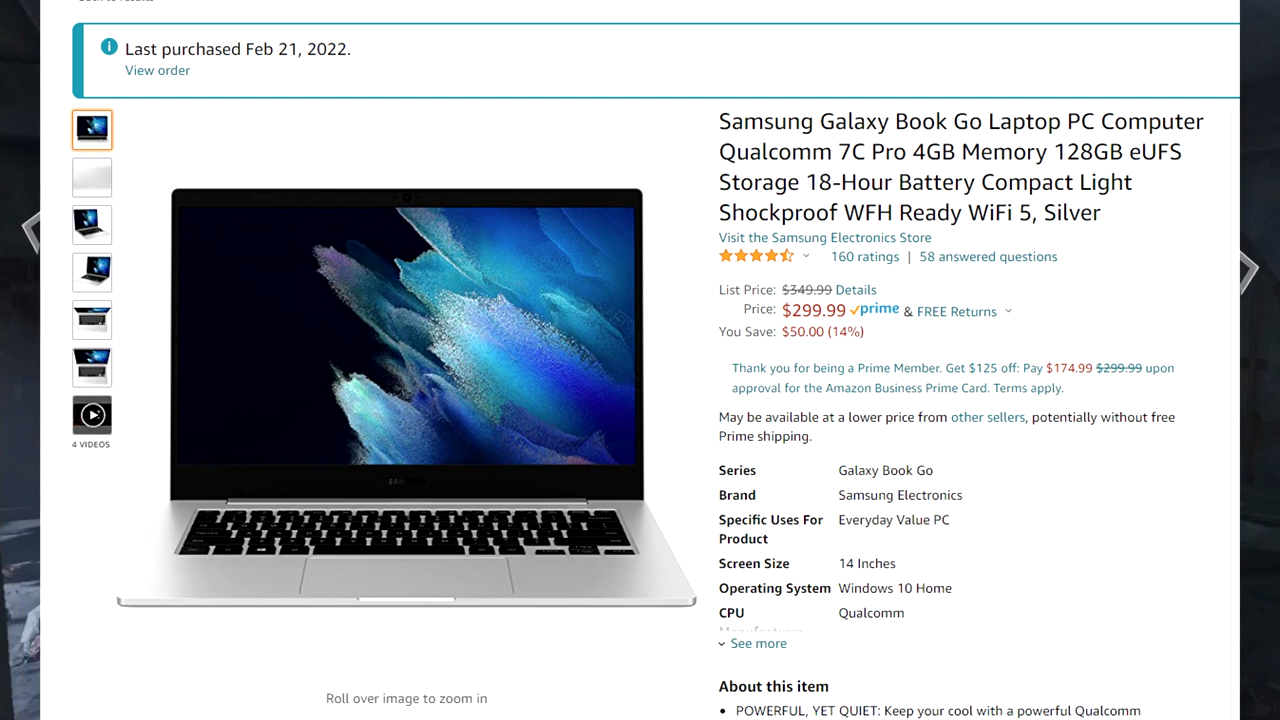 Last purchased Feb 21, 2022.
View order
Samsung Galaxy Book Go Laptop PC Computer
Qualcomm 7C Pro 4GB Memory 128GB eUFS
Storage 18-Hour Battery Compact Light
Shockproof WFH Ready WiFi 5, Silver
Visit the Samsung Electronics Store
160 ratings | 58 answered questions
List Price: $349.99 Details
Price: $299.99 prime & FREE Returns
You Save: $50.00 (14%)
Thank you for being a Prime Member. Get $125 off: Pay $174.99 $299.99 upon
approval for the Amazon Business Prime Card. Terms apply.
May be available at a lower price from other sellers, potentially without free
Prime shipping.
Series Galaxy Book Go
Brand Samsung Electronics
Specific Uses For Everyday Value PC
Product
Screen Size 14 Inches
Operating System Windows 10 Home
CPU Qualcomm
See more
4 VIDEOS
SAMSUNG
Roll over image to zoom in
About this item
• POWERFUL, YET QUIET: Keep your cool with a powerful Qualcomm